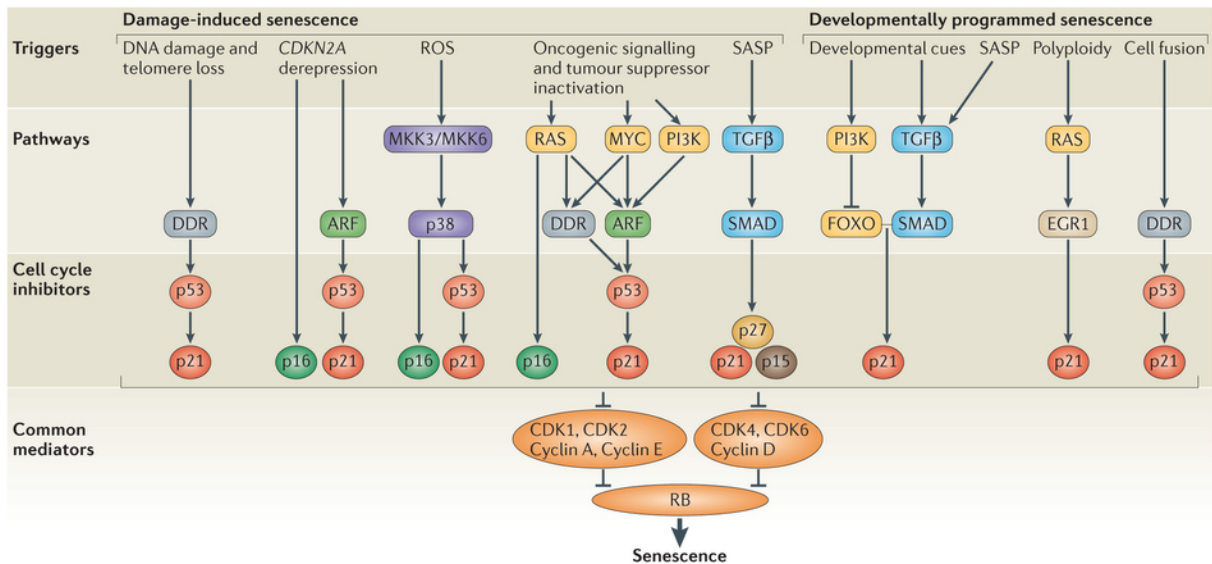 Damage-induced senescence
Developmentally programmed senescence
Triggers
DNA damage and
telomere loss
CDKN2A
derepression
ROS
Oncogenic signalling
and tumour suppressor
inactivation
SASP
Developmental cues
SASP
Polyploidy
Cell fusion
Pathways
MKK3/MKK6
RAS
MYC
PI3K
TGFβ
PI3K
TGFβ
RAS
DDR
ARF
p38
DDR
ARF
SMAD
FOXO
SMAD
EGR1
DDR
Cell cycle
inhibitors
p53
p53
p53
p53
p53
p27
p21
p16
p21
p16
p21
p16
p21
p21
p15
p21
p21
p21
Common
mediators
CDK1, CDK2
Cyclin A, Cyclin E
CDK4, CDK6
Cyclin D
RB
Senescence